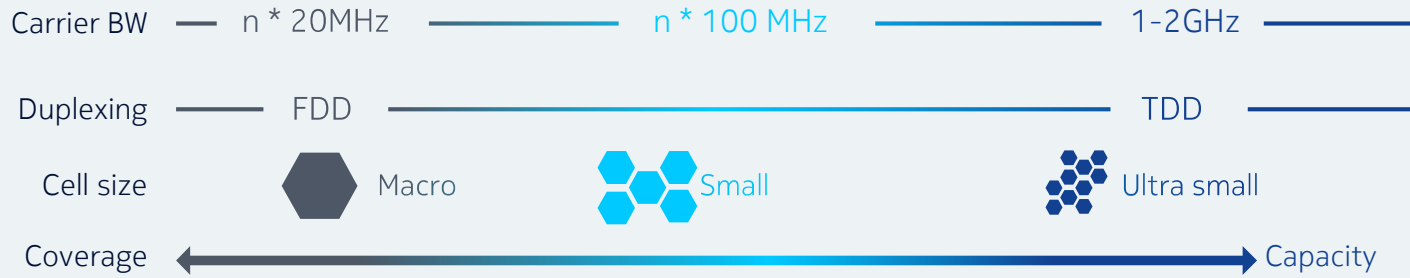 Carrier BW n * 20MHz n * 100 MHz 1-2GHz
Duplexing FDD TDD
Cell size Macro Small Ultra small
Coverage Capacity